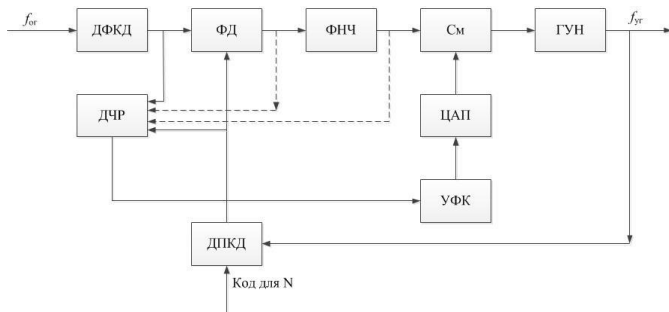 fог
ДФКД
ФД
ФНЧ
См
ГУН
fуг
ДЧР
ЦАП
УФК
ДПКД
Код для N